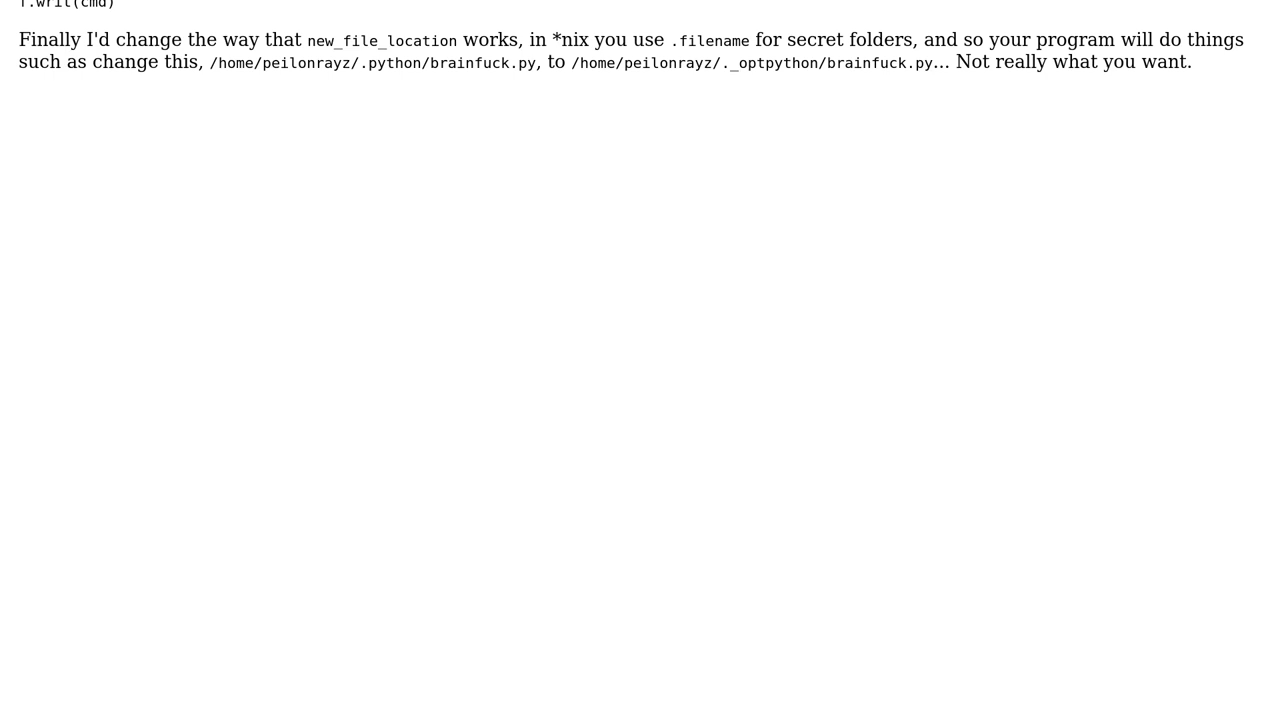 f.writ(cmd)
Finally I'd change the way that new_file_location works, in *nix you use .filename for secret folders, and so your program will do things
such as change this, /home/peilonrayz/.python/brainfuck.py, to /home/peilonrayz/._optpython/brainfuck.py... Not really what you want.